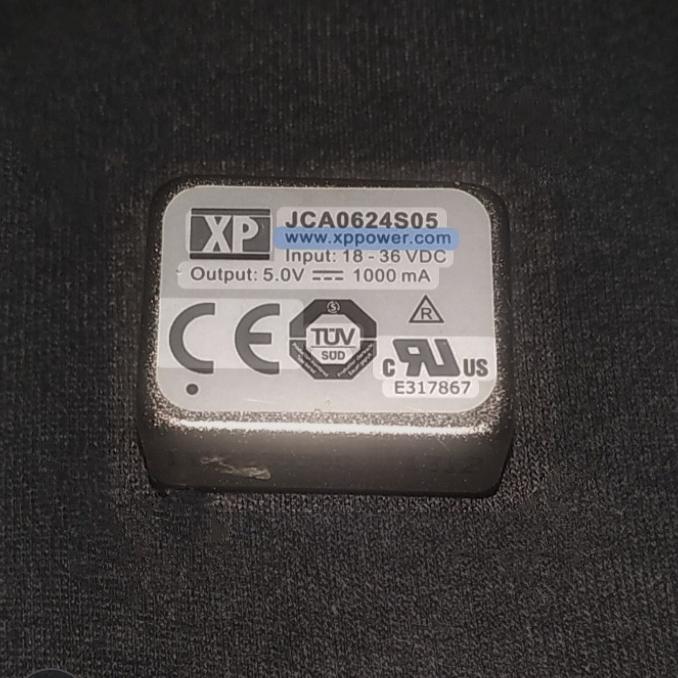 XP
JCA0624S05
www.xppower.com
Input: 18 - 36 VDC
Output: 5.0V ⎓ 1000 mA
CE
TÜV
SÜD
R
C RU US
E317867